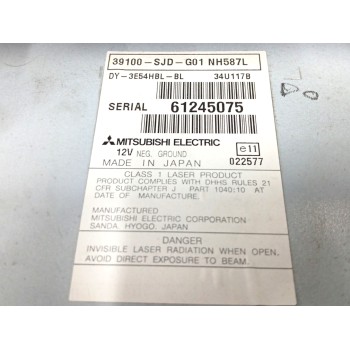 39100-SJD-G01 NH587L
DY-3E54HBL-BL 34U117B
SERIAL 61245075
MITSUBISHI ELECTRIC
12V NEG. GROUND
MADE IN JAPAN
e11
022577
CLASS 1 LASER PRODUCT
PRODUCT COMPLIES WITH DHHS RULES 21
CFR SUBCHAPTER J PART 1040:10 AT
DATE OF MANUFACTURE.
MANUFACTURED
MITSUBISHI ELECTRIC CORPORATION
SANDA, HYOGO, JAPAN
DANGER
INVISIBLE LASER RADIATION WHEN OPEN.
AVOID DIRECT EXPOSURE TO BEAM.